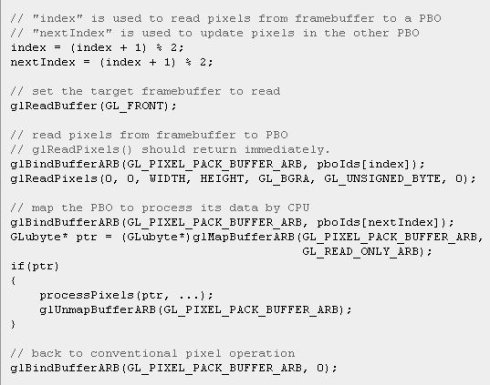 // "index" is used to read pixels from framebuffer to a PBO
// "nextIndex" is used to update pixels in the other PBO
index = (index + 1) % 2;
nextIndex = (index + 1) % 2;

// set the target framebuffer to read
glReadBuffer(GL_FRONT);

// read pixels from framebuffer to PBO
// glReadPixels() should return immediately.
glBindBufferARB(GL_PIXEL_PACK_BUFFER_ARB, pboIds[index]);
glReadPixels(0, 0, WIDTH, HEIGHT, GL_BGRA, GL_UNSIGNED_BYTE, 0);

// map the PBO to process its data by CPU
glBindBufferARB(GL_PIXEL_PACK_BUFFER_ARB, pboIds[nextIndex]);
GLubyte* ptr = (GLubyte*)glMapBufferARB(GL_PIXEL_PACK_BUFFER_ARB,
                                        GL_READ_ONLY_ARB);
if(ptr)
{
    processPixels(ptr, ...);
    glUnmapBufferARB(GL_PIXEL_PACK_BUFFER_ARB);
}

// back to conventional pixel operation
glBindBufferARB(GL_PIXEL_PACK_BUFFER_ARB, 0);